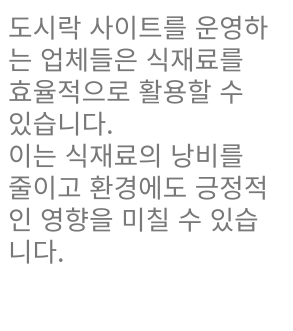 도시락 사이트를 운영하
는 업체들은 식재료를
효율적으로 활용할 수
있습니다.
이는 식재료의 낭비를
줄이고 환경에도 긍정적
인 영향을 미칠 수 있습
니다.